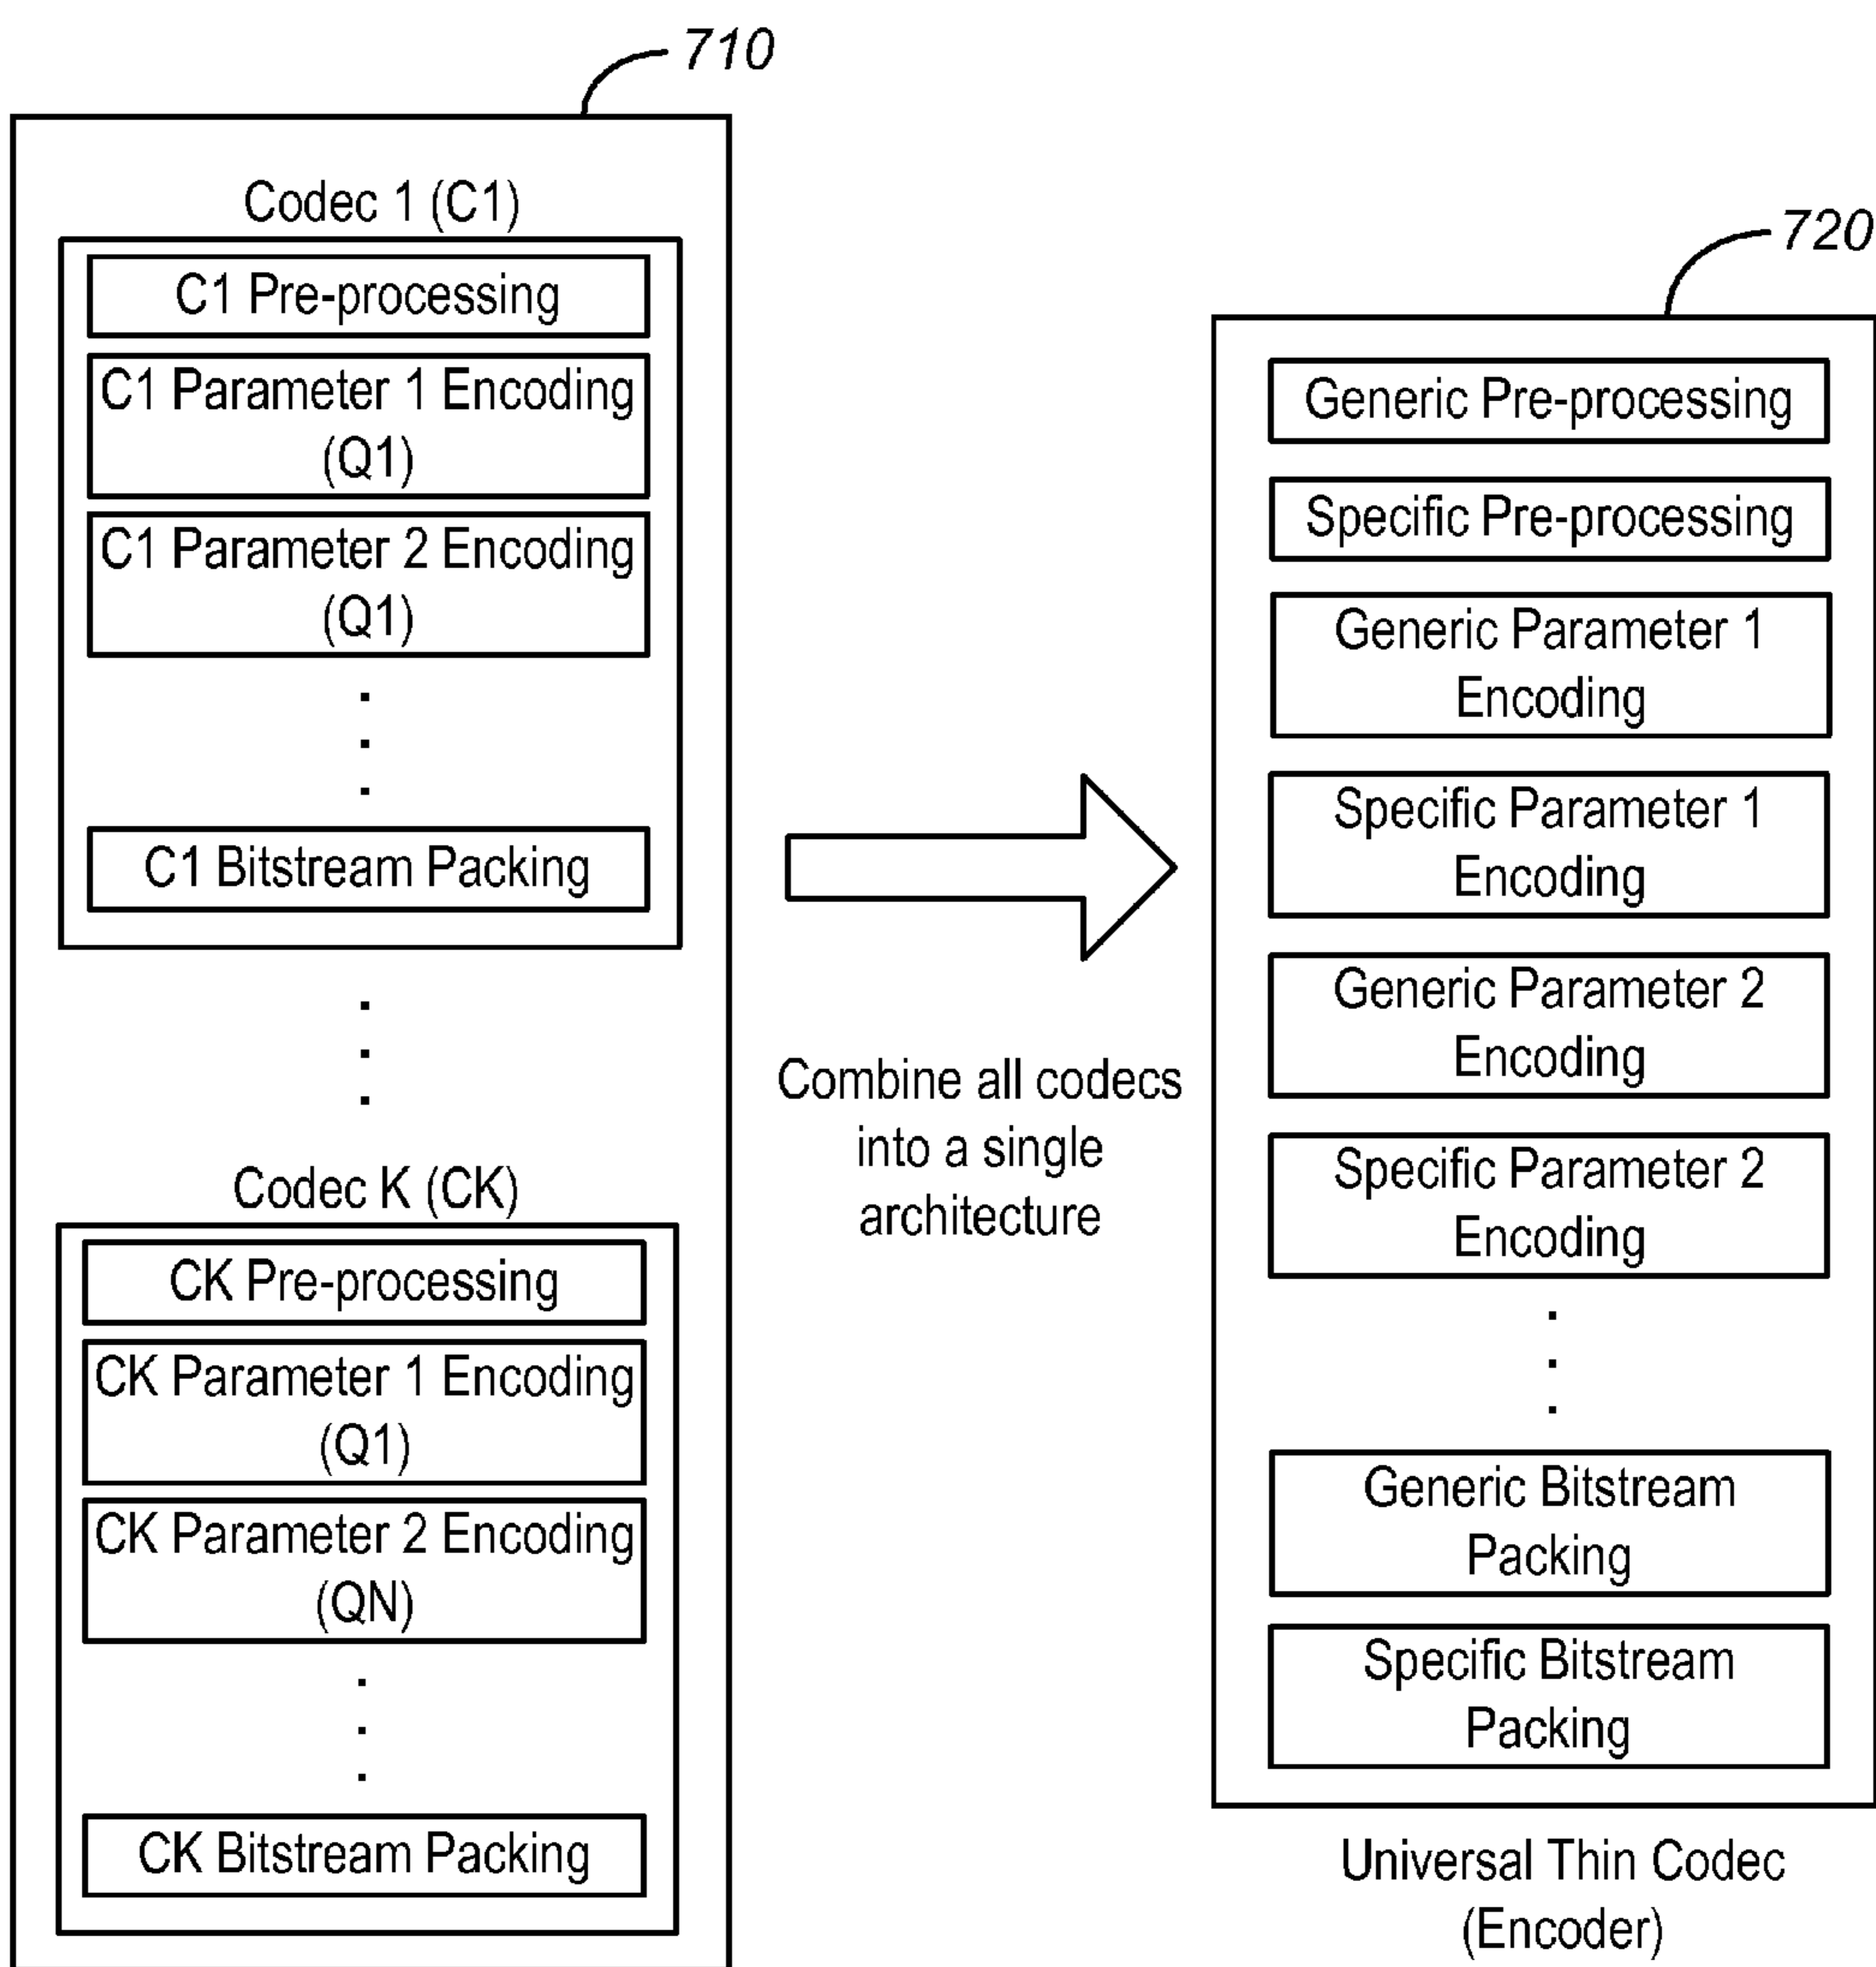 710
Codec 1 (C1)
C1 Pre-processing
C1 Parameter 1 Encoding
(Q1)
C1 Parameter 2 Encoding
(Q1)
C1 Bitstream Packing
Codec K (CK)
CK Pre-processing
CK Parameter 1 Encoding
(Q1)
CK Parameter 2 Encoding
(QN)
CK Bitstream Packing
Combine all codecs
into a single
architecture
720
Generic Pre-processing
Specific Pre-processing
Generic Parameter 1
Encoding
Specific Parameter 1
Encoding
Generic Parameter 2
Encoding
Specific Parameter 2
Encoding
Generic Bitstream
Packing
Specific Bitstream
Packing
Universal Thin Codec
(Encoder)